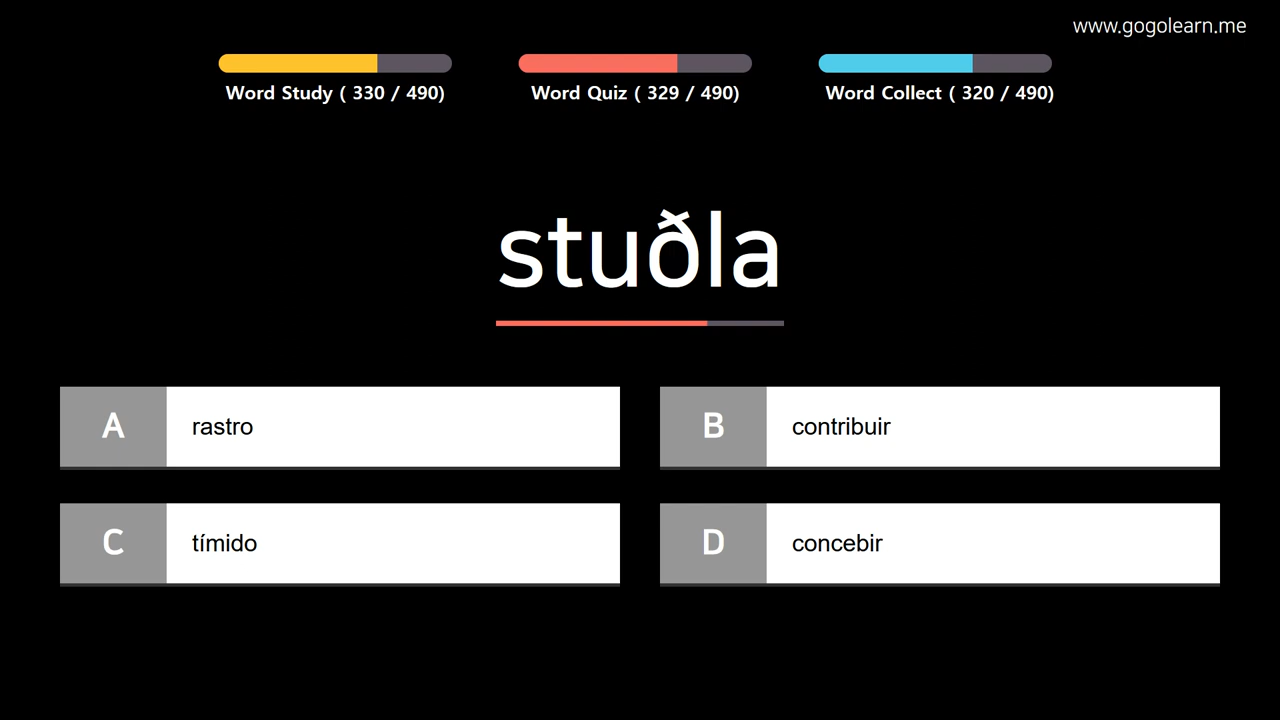 www.gogolearn.me
Word Study ( 330 / 490)
Word Quiz ( 329 / 490)
Word Collect ( 320 / 490)
stuðla
A rastro
B contribuir
C tímido
D concebir